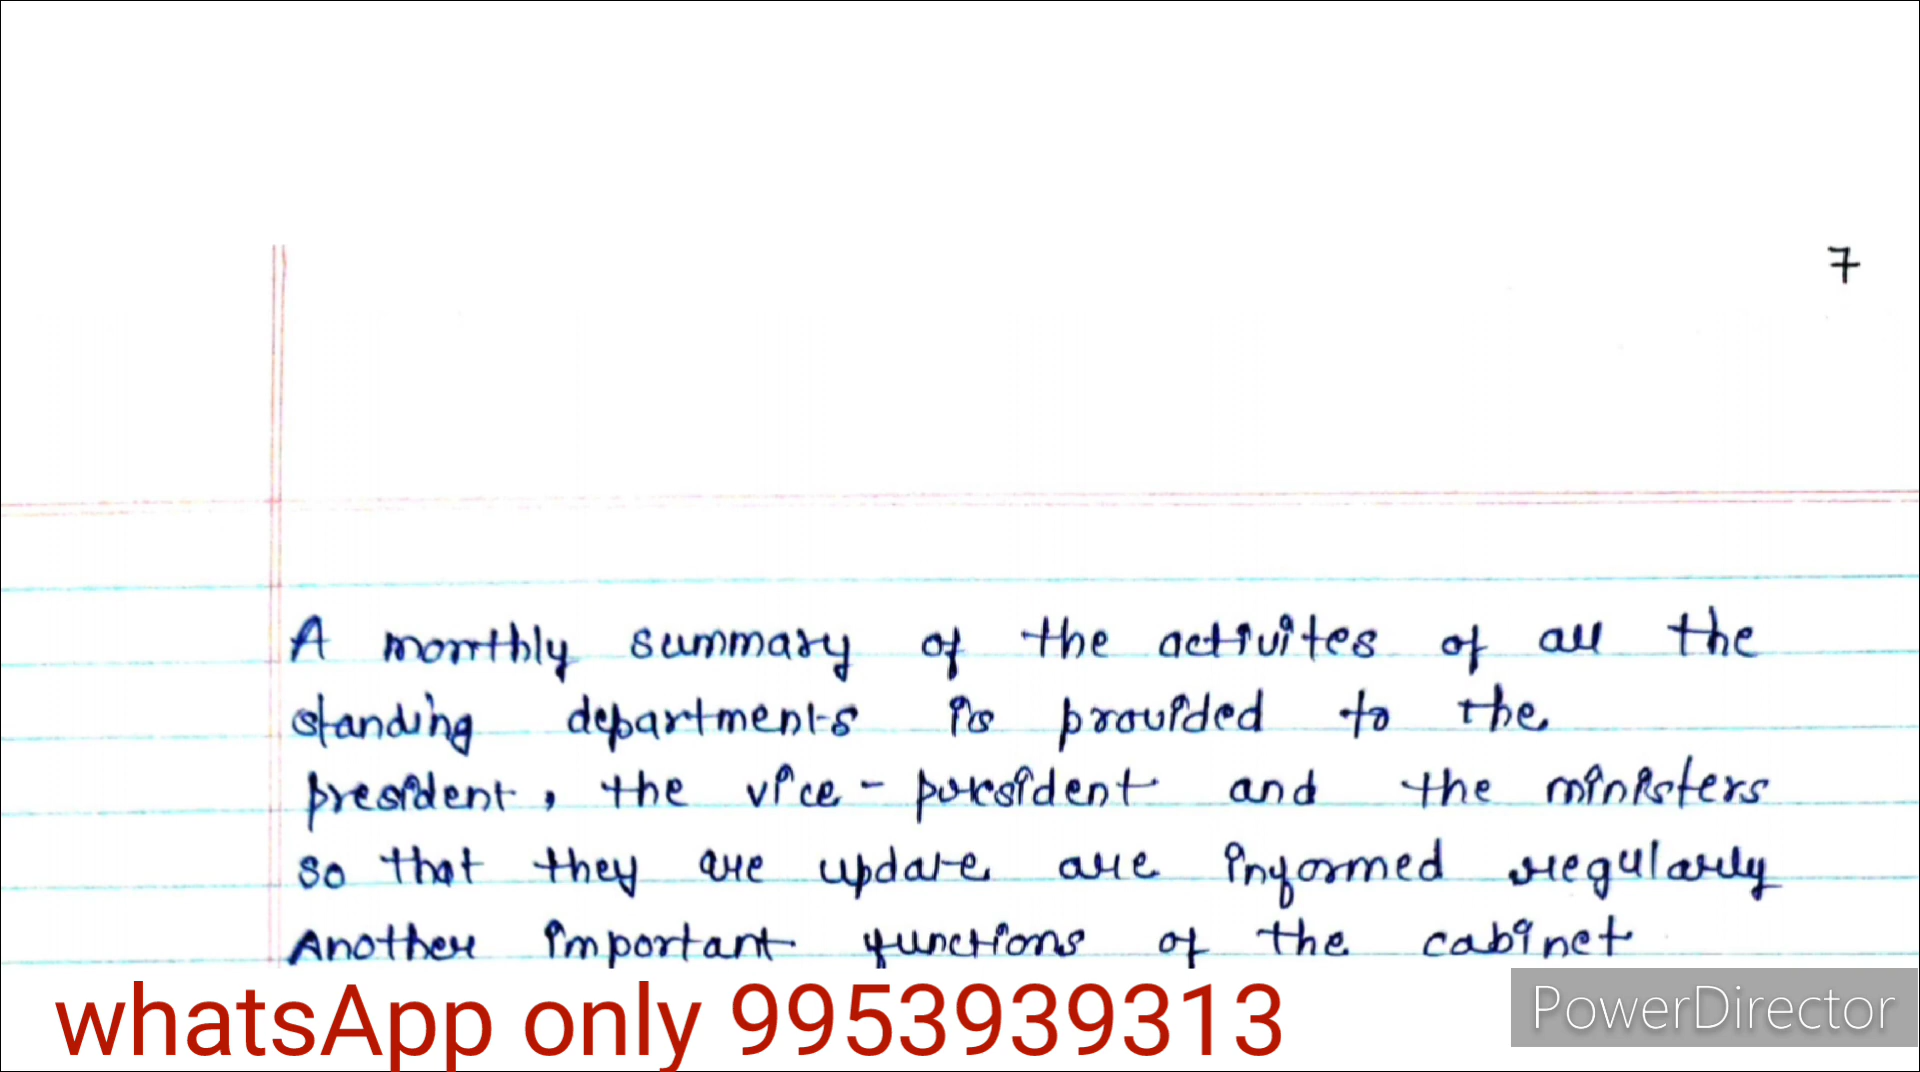 7
A monthly summary of the activites of all the
standing departments is provided to the
president, the vice - president and the ministers
so that they are update are informed regularly
Another important functions of the cabinet
whatsApp only 9953939313
PowerDirector